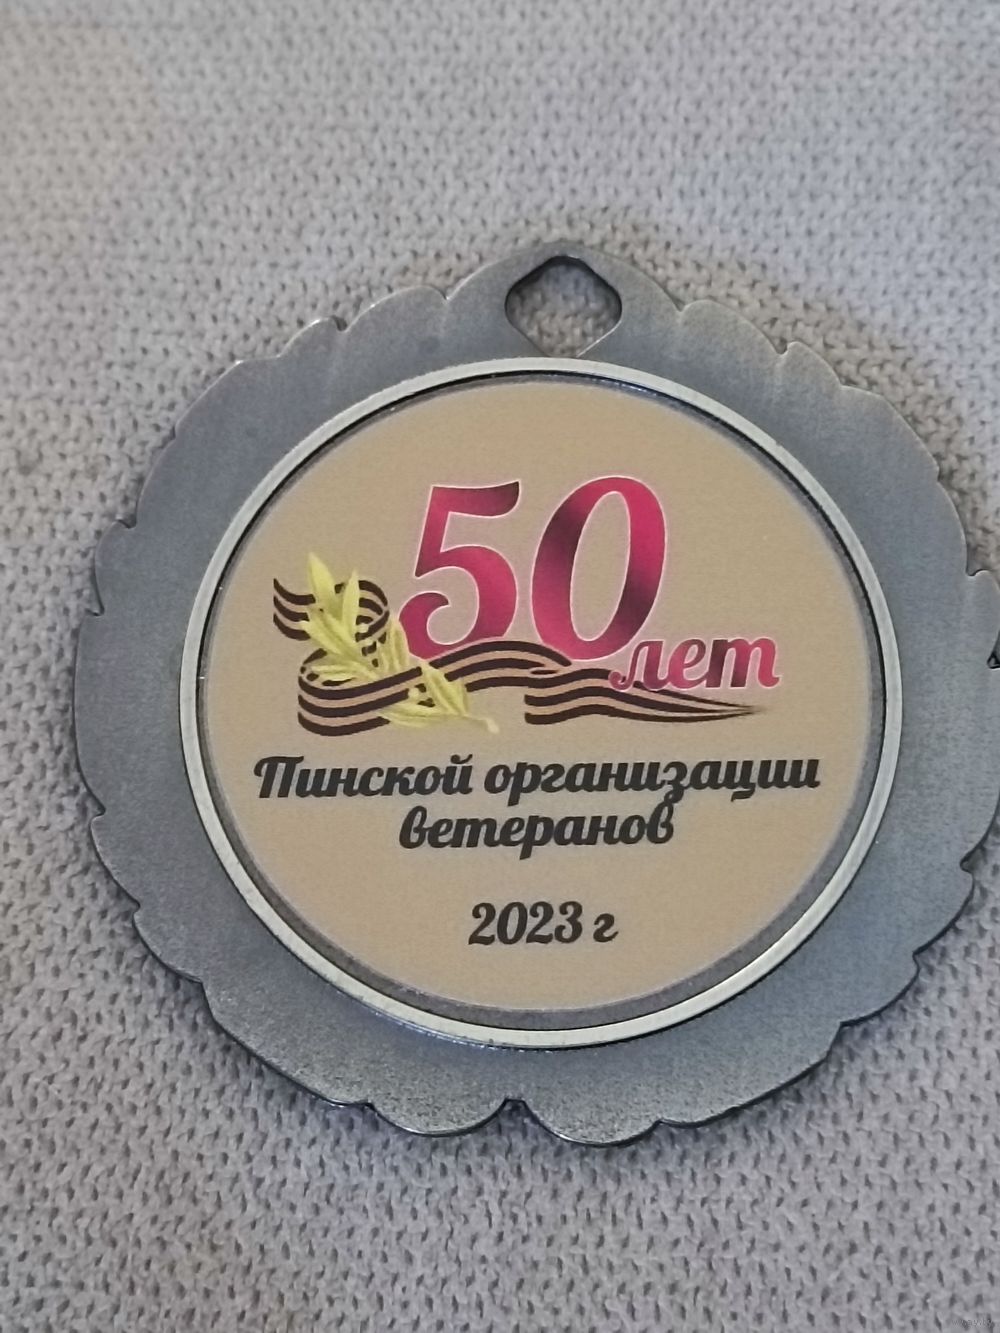 50 лет
Пинской организации
ветеранов
2023 г